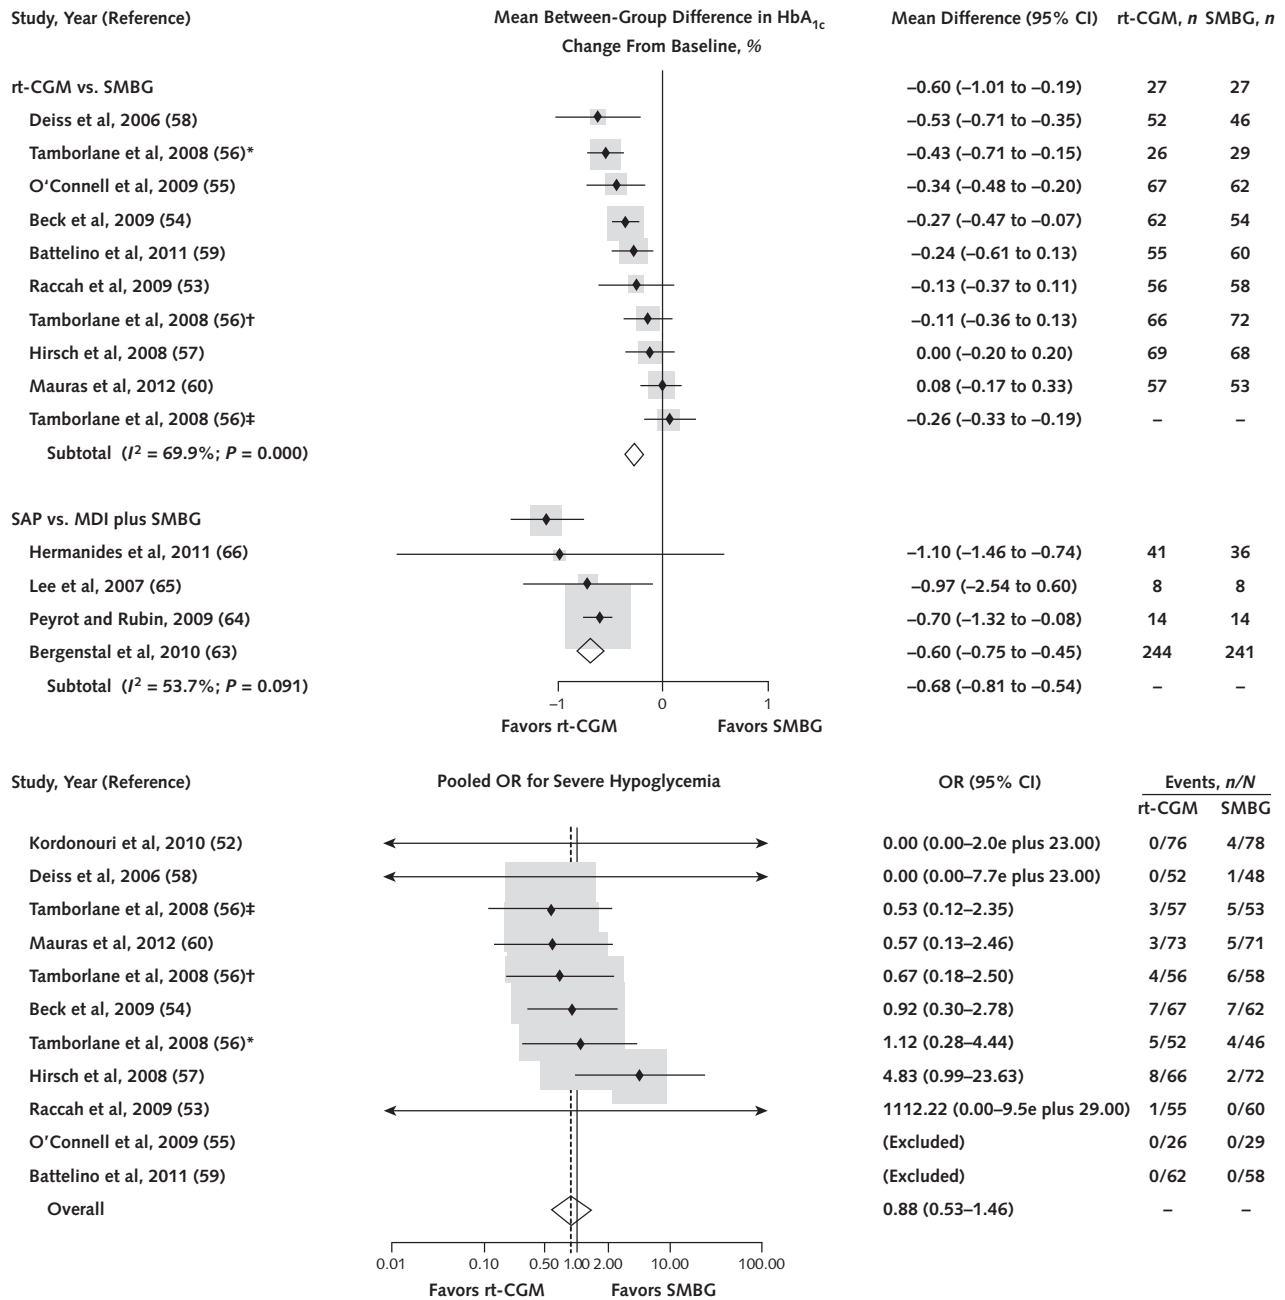 Study, Year (Reference) Mean Between-Group Difference in HbA1c Mean Difference (95% CI) rt-CGM, n SMBG, n
Change From Baseline, %
rt-CGM vs. SMBG –0.60 (–1.01 to –0.19) 27 27
Deiss et al, 2006 (58) –0.53 (–0.71 to –0.35) 52 46
Tamborlane et al, 2008 (56)* –0.43 (–0.71 to –0.15) 26 29
O‘Connell et al, 2009 (55) –0.34 (–0.48 to –0.20) 67 62
Beck et al, 2009 (54) –0.27 (–0.47 to –0.07) 62 54
Battelino et al, 2011 (59) –0.24 (–0.61 to 0.13) 55 60
Raccah et al, 2009 (53) –0.13 (–0.37 to 0.11) 56 58
Tamborlane et al, 2008 (56)† –0.11 (–0.36 to 0.13) 66 72
Hirsch et al, 2008 (57) 0.00 (–0.20 to 0.20) 69 68
Mauras et al, 2012 (60) 0.08 (–0.17 to 0.33) 57 53
Tamborlane et al, 2008 (56)‡ –0.26 (–0.33 to –0.19) – –
Subtotal (I2 = 69.9%; P = 0.000)
SAP vs. MDI plus SMBG
Hermanides et al, 2011 (66) –1.10 (–1.46 to –0.74) 41 36
Lee et al, 2007 (65) –0.97 (–2.54 to 0.60) 8 8
Peyrot and Rubin, 2009 (64) –0.70 (–1.32 to –0.08) 14 14
Bergenstal et al, 2010 (63) –0.60 (–0.75 to –0.45) 244 241
Subtotal (I2 = 53.7%; P = 0.091) –0.68 (–0.81 to –0.54) – –
–1 0 1
Favors rt-CGM Favors SMBG
Study, Year (Reference) Pooled OR for Severe Hypoglycemia OR (95% CI) Events, n/N
rt-CGM SMBG
Kordonouri et al, 2010 (52) 0.00 (0.00–2.0e plus 23.00) 0/76 4/78
Deiss et al, 2006 (58) 0.00 (0.00–7.7e plus 23.00) 0/52 1/48
Tamborlane et al, 2008 (56)‡ 0.53 (0.12–2.35) 3/57 5/53
Mauras et al, 2012 (60) 0.57 (0.13–2.46) 3/73 5/71
Tamborlane et al, 2008 (56)† 0.67 (0.18–2.50) 4/56 6/58
Beck et al, 2009 (54) 0.92 (0.30–2.78) 7/67 7/62
Tamborlane et al, 2008 (56)* 1.12 (0.28–4.44) 5/52 4/46
Hirsch et al, 2008 (57) 4.83 (0.99–23.63) 8/66 2/72
Raccah et al, 2009 (53) 1112.22 (0.00–9.5e plus 29.00) 1/55 0/60
O’Connell et al, 2009 (55) (Excluded) 0/26 0/29
Battelino et al, 2011 (59) (Excluded) 0/62 0/58
Overall 0.88 (0.53–1.46) – –
0.01 0.10 0.50 1.00 2.00 10.00 100.00
Favors rt-CGM Favors SMBG